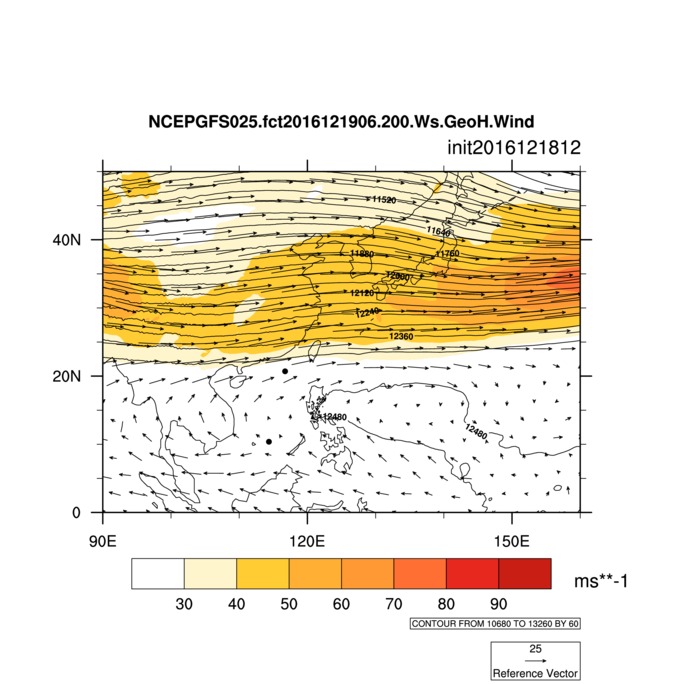 NCEPGFS025.fct2016121906.200.Ws.GeoH.Wind
init2016121812
11520
11640
40N
11880
11760
12000
12120
12240
12360
20N
12480
12480
0
90E
120E
150E
ms**-1
30
40
50
60
70
80
90
CONTOUR FROM 10680 TO 13260 BY 60
25
Reference Vector